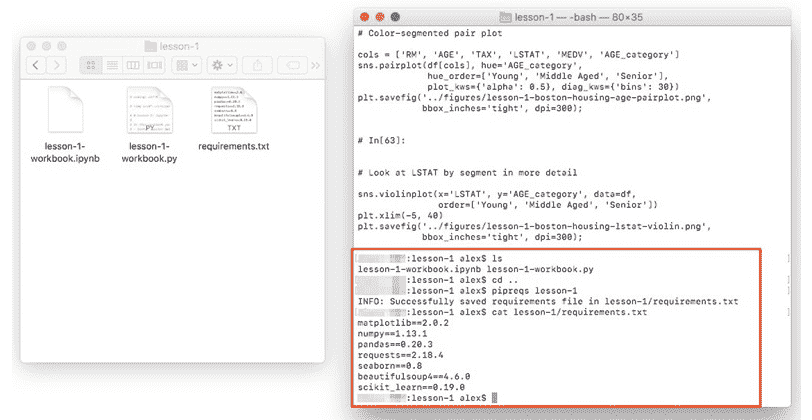 lesson-1
lesson-1-
workbook.ipynb
PY
lesson-1-
workbook.py
TXT
requirements.txt
lesson-1 — -bash — 80×35
# Color-segmented pair plot
cols = ['RM', 'AGE', 'TAX', 'LSTAT', 'MEDV', 'AGE_category']
sns.pairplot(df[cols], hue='AGE_category',
hue_order=['Young', 'Middle Aged', 'Senior'],
plot_kws={'alpha': 0.5}, diag_kws={'bins': 30})
plt.savefig('../figures/lesson-1-boston-housing-age-pairplot.png',
bbox_inches='tight', dpi=300);
# In[63]:
# Look at LSTAT by segment in more detail
sns.violinplot(x='LSTAT', y='AGE_category', data=df,
order=['Young', 'Middle Aged', 'Senior'])
plt.xlim(-5, 40)
plt.savefig('../figures/lesson-1-boston-housing-lstat-violin.png',
bbox_inches='tight', dpi=300);
:lesson-1 alex$ ls
lesson-1-workbook.ipynb lesson-1-workbook.py
:lesson-1 alex$ cd ..
:lesson-1 alex$ pipreqs lesson-1
INFO: Successfully saved requirements file in lesson-1/requirements.txt
:lesson-1 alex$ cat lesson-1/requirements.txt
matplotlib==2.0.2
numpy==1.13.1
pandas==0.20.3
requests==2.18.4
seaborn==0.8
beautifulsoup4==4.6.0
scikit_learn==0.19.0
:lesson-1 alex$